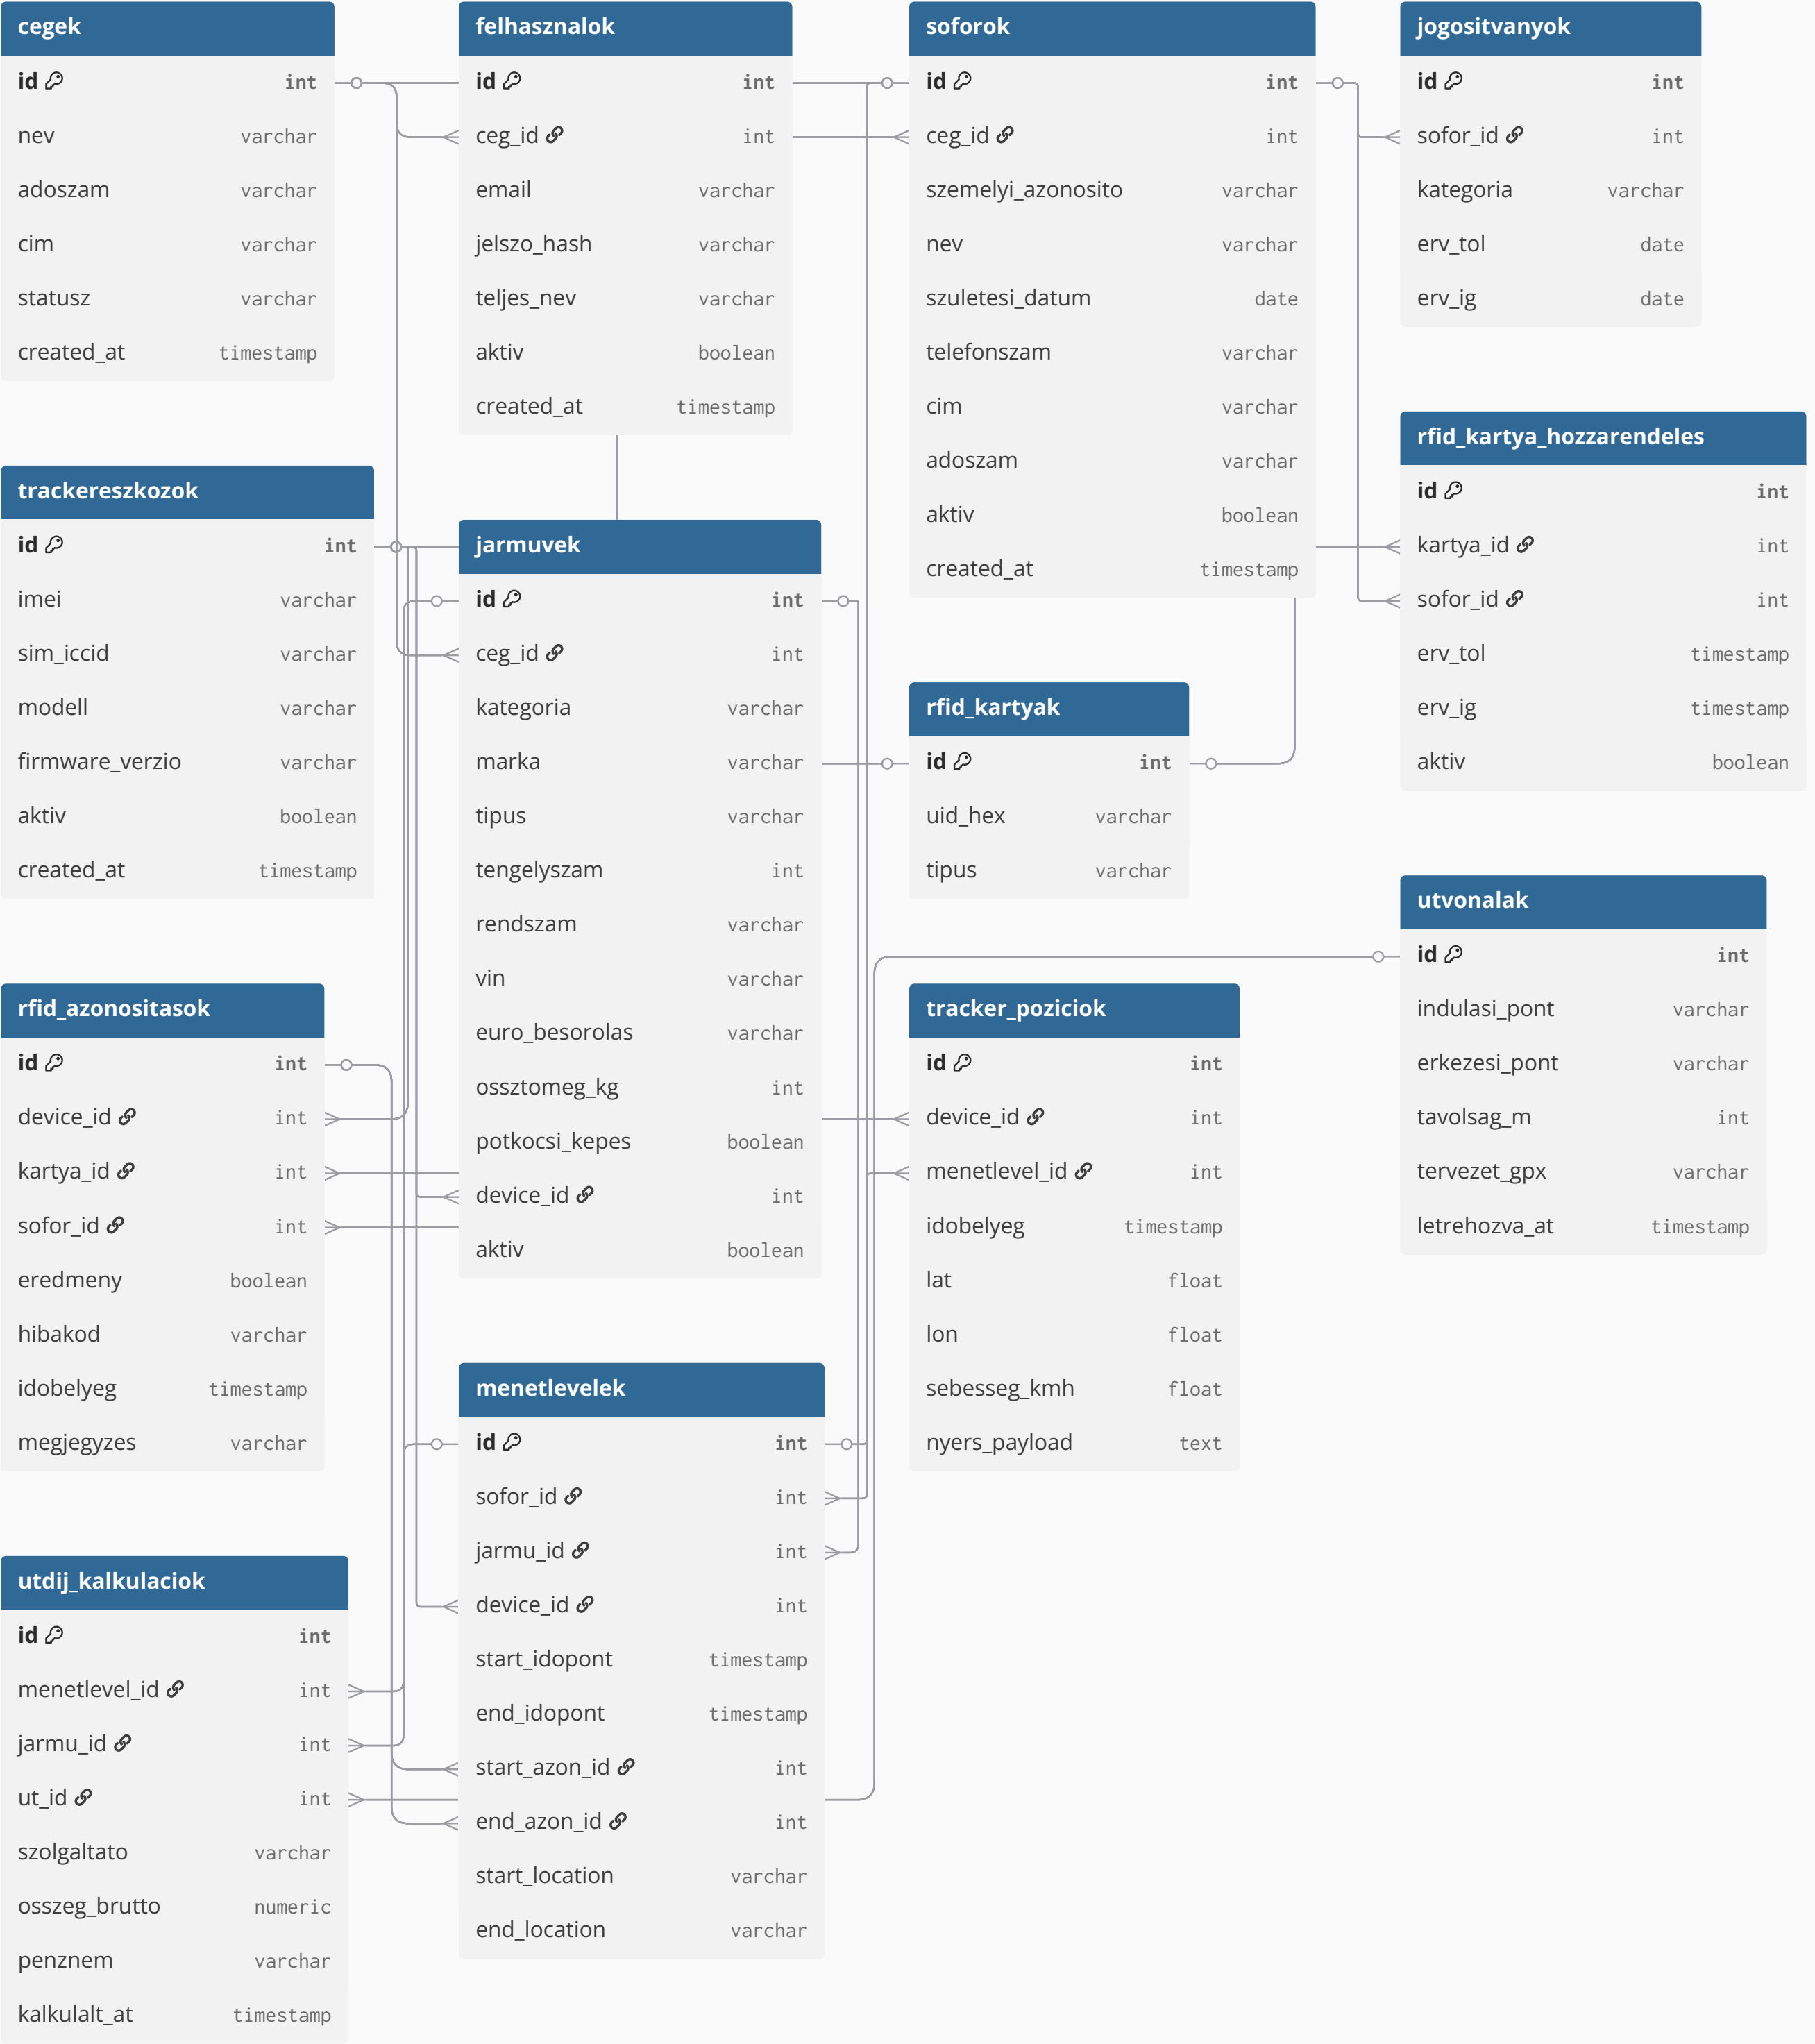 cegek
id int
nev varchar
adoszam varchar
cim varchar
statusz varchar
created_at timestamp
felhasznalok
id int
ceg_id int
email varchar
jelszo_hash varchar
teljes_nev varchar
aktiv boolean
created_at timestamp
soforok
id int
ceg_id int
szemelyi_azonosito varchar
nev varchar
szuletesi_datum date
telefonszam varchar
cim varchar
adoszam varchar
aktiv boolean
created_at timestamp
jogositvanyok
id int
sofor_id int
kategoria varchar
erv_tol date
erv_ig date
rfid_kartya_hozzarendeles
id int
kartya_id int
sofor_id int
erv_tol timestamp
erv_ig timestamp
aktiv boolean
trackereszkozok
id int
imei varchar
sim_iccid varchar
modell varchar
firmware_verzio varchar
aktiv boolean
created_at timestamp
jarmuvek
id int
ceg_id int
kategoria varchar
marka varchar
tipus varchar
tengelyszam int
rendszam varchar
vin varchar
euro_besorolas varchar
ossztomeg_kg int
potkocsi_kepes boolean
device_id int
aktiv boolean
rfid_kartyak
id int
uid_hex varchar
tipus varchar
utvonalak
id int
indulasi_pont varchar
erkezesi_pont varchar
tavolsag_m int
tervezet_gpx varchar
letrehozva_at timestamp
rfid_azonositasok
id int
device_id int
kartya_id int
sofor_id int
eredmeny boolean
hibakod varchar
idobelyeg timestamp
megjegyzes varchar
tracker_poziciok
id int
device_id int
menetlevel_id int
idobelyeg timestamp
lat float
lon float
sebesseg_kmh float
nyers_payload text
menetlevelek
id int
sofor_id int
jarmu_id int
device_id int
start_idopont timestamp
end_idopont timestamp
start_azon_id int
end_azon_id int
start_location varchar
end_location varchar
utdij_kalkulaciok
id int
menetlevel_id int
jarmu_id int
ut_id int
szolgaltato varchar
osszeg_brutto numeric
penznem varchar
kalkulalt_at timestamp